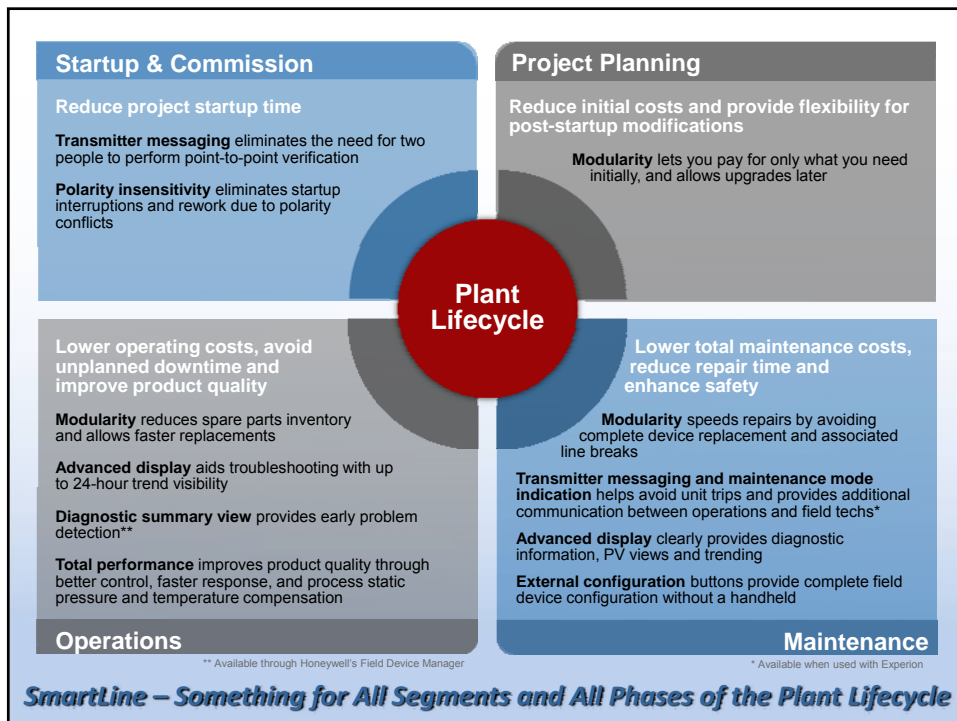 Startup & Commission
Reduce project startup time
Transmitter messaging eliminates the need for two
people to perform point-to-point verification
Polarity insensitivity eliminates startup
interruptions and rework due to polarity
conflicts
Project Planning
Reduce initial costs and provide flexibility for
post-startup modifications
Modularity lets you pay for only what you need
initially, and allows upgrades later
Plant
Lifecycle
Lower operating costs, avoid
unplanned downtime and
improve product quality
Modularity reduces spare parts inventory
and allows faster replacements
Advanced display aids troubleshooting with up
to 24-hour trend visibility
Diagnostic summary view provides early problem
detection**
Total performance improves product quality through
better control, faster response, and process static
pressure and temperature compensation
Operations
** Available through Honeywell's Field Device Manager
Lower total maintenance costs,
reduce repair time and
enhance safety
Modularity speeds repairs by avoiding
complete device replacement and associated
line breaks
Transmitter messaging and maintenance mode
indication helps avoid unit trips and provides additional
communication between operations and field techs*
Advanced display clearly provides diagnostic
information, PV views and trending
External configuration buttons provide complete field
device configuration without a handheld
Maintenance
* Available when used with Experion
SmartLine – Something for All Segments and All Phases of the Plant Lifecycle